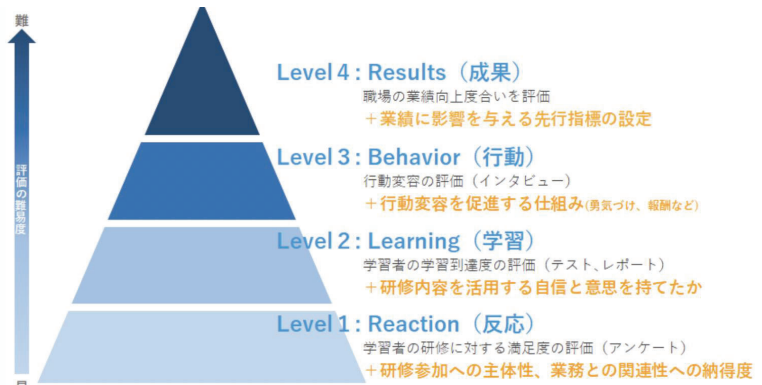 難
評価の難易度
Level 4 : Results（成果）
職場の業績向上度合いを評価
＋業績に影響を与える先行指標の設定
Level 3 : Behavior（行動）
行動変容の評価（インタビュー）
＋行動変容を促進する仕組み(勇気づけ、報酬など)
Level 2 : Learning（学習）
学習者の学習到達度の評価（テスト、レポート）
＋研修内容を活用する自信と意思を持てたか
Level 1 : Reaction（反応）
学習者の研修に対する満足度の評価（アンケート）
＋研修参加への主体性、業務との関連性への納得度